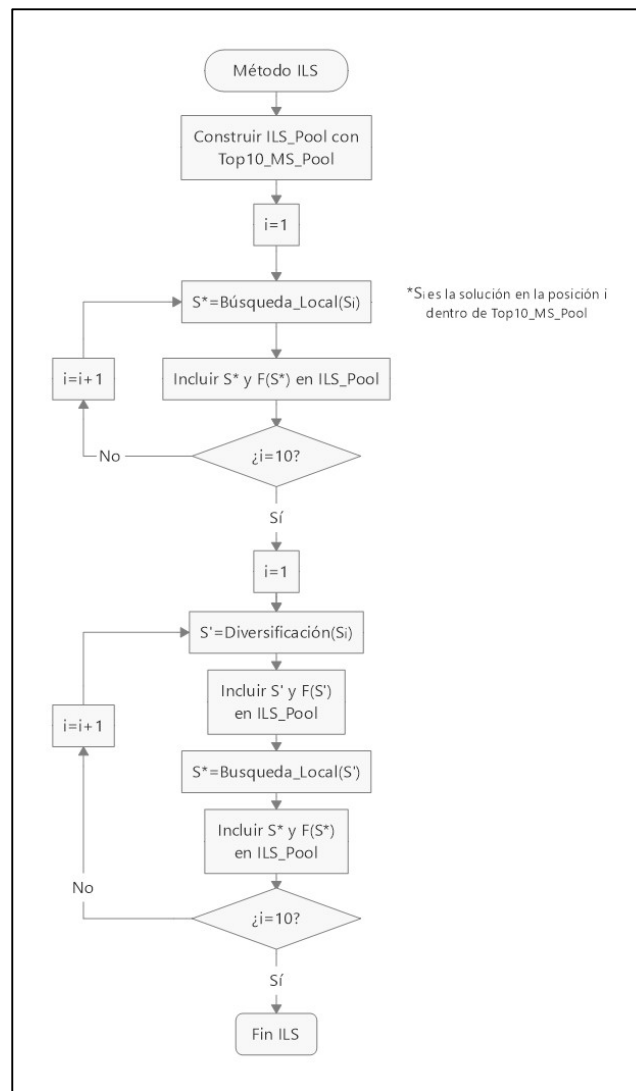 Método ILS
Construir ILS_Pool con
Top10_MS_Pool
i=1
S*=Búsqueda_Local(Si)
*Si es la solución en la posición i
dentro de Top10_MS_Pool
i=i+1
Incluir S* y F(S*) en ILS_Pool
No
¿i=10?
Sí
i=1
S'=Diversificación(Si)
Incluir S' y F(S')
en ILS_Pool
i=i+1
S*=Busqueda_Local(S')
Incluir S* y F(S*)
en ILS_Pool
No
¿i=10?
Sí
Fin ILS